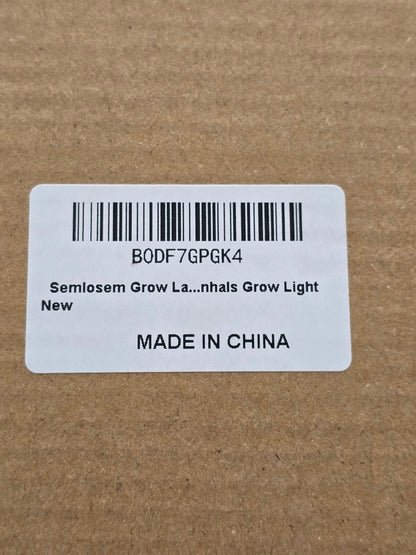 B0DF7GPGK4
Semlosem Grow La...nhals Grow Light
New
MADE IN CHINA